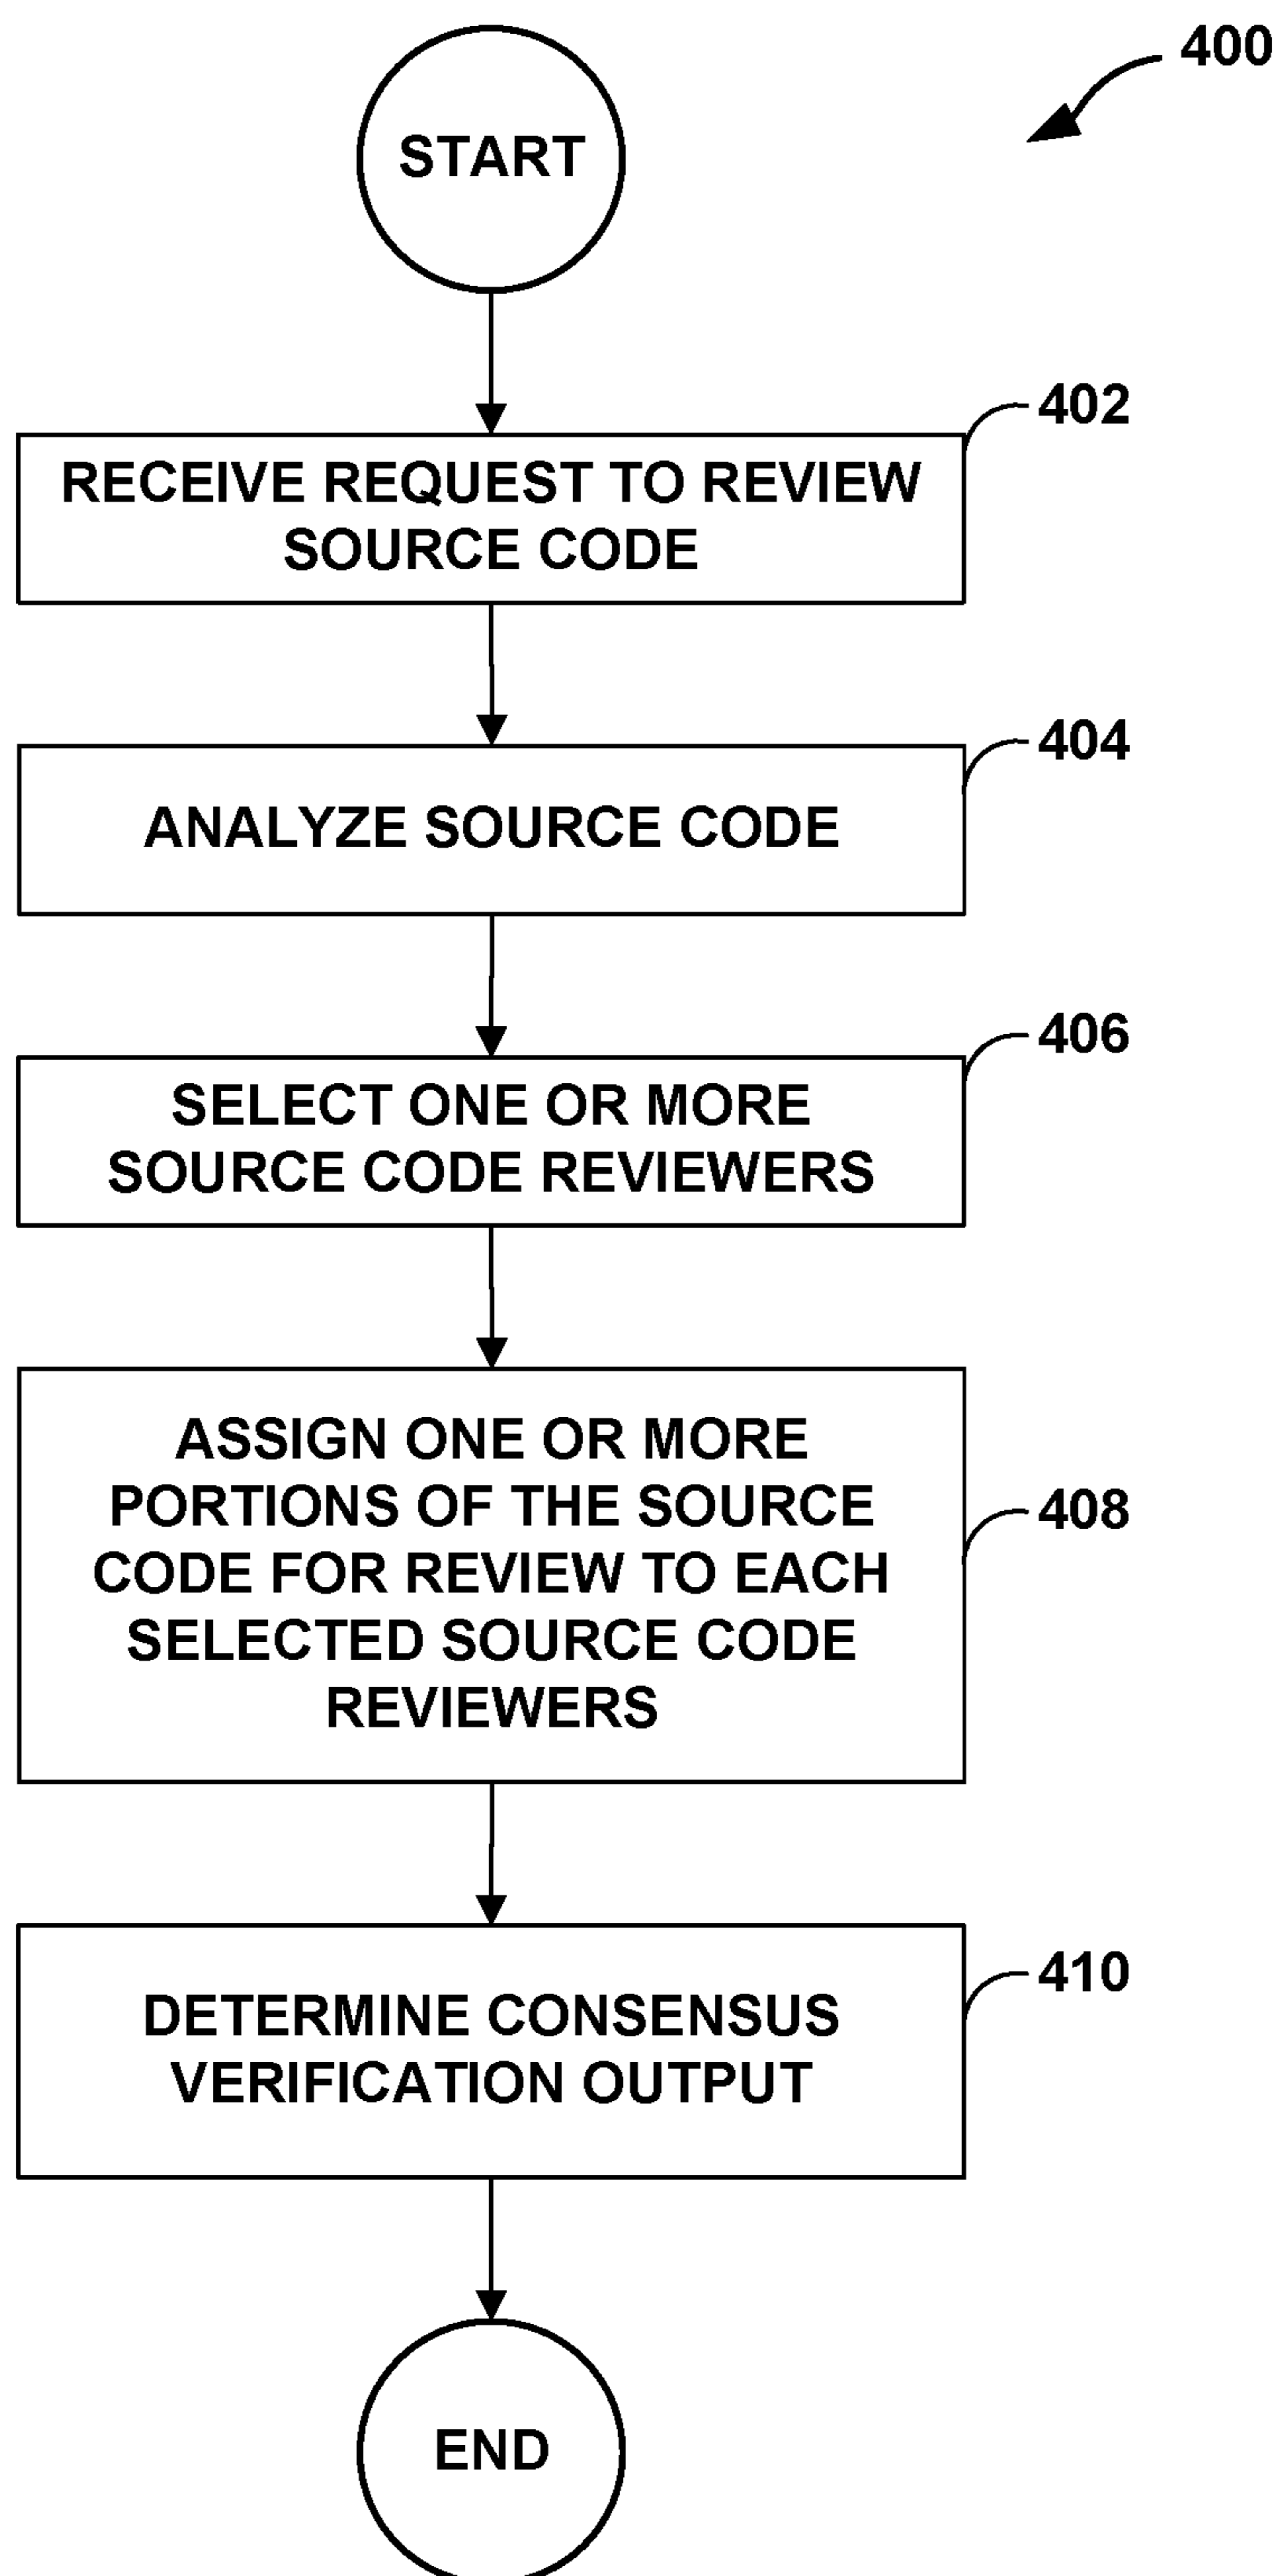 400
START
402
RECEIVE REQUEST TO REVIEW
SOURCE CODE
404
ANALYZE SOURCE CODE
406
SELECT ONE OR MORE
SOURCE CODE REVIEWERS
ASSIGN ONE OR MORE
PORTIONS OF THE SOURCE
CODE FOR REVIEW TO EACH
SELECTED SOURCE CODE
REVIEWERS
408
410
DETERMINE CONSENSUS
VERIFICATION OUTPUT
END